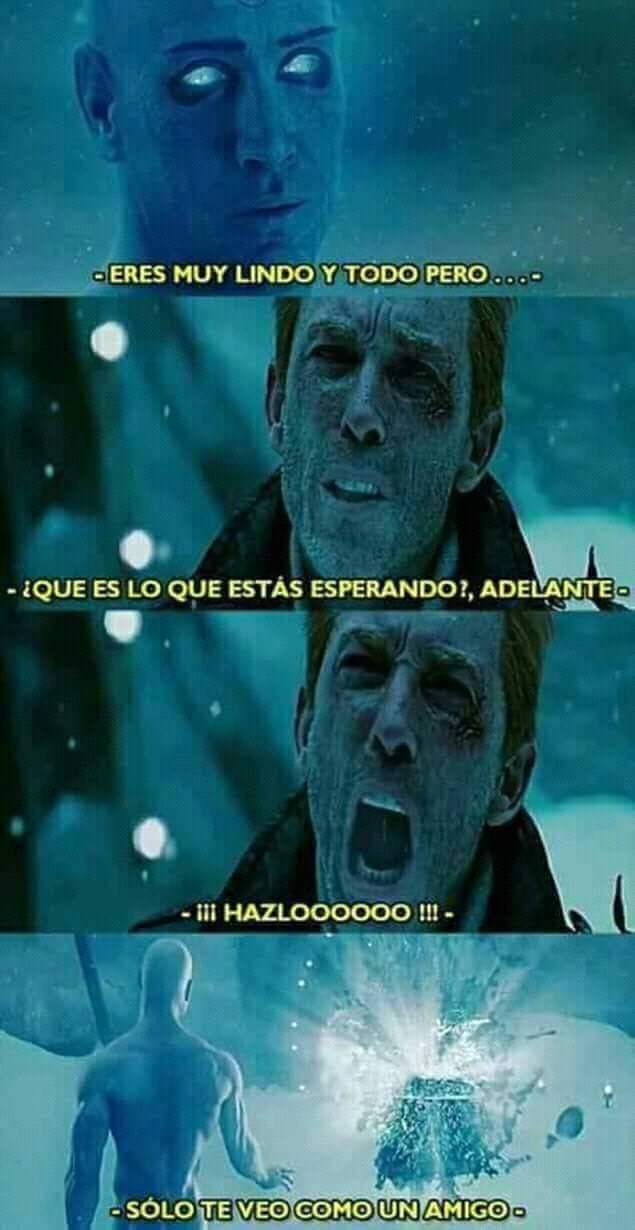 - ERES MUY LINDO Y TODO PERO . . . -
- ¿QUE ES LO QUE ESTÁS ESPERANDO?, ADELANTE -
- ¡¡¡ HAZLOOOOOO !!! -
- SÓLO TE VEO COMO UN AMIGO -